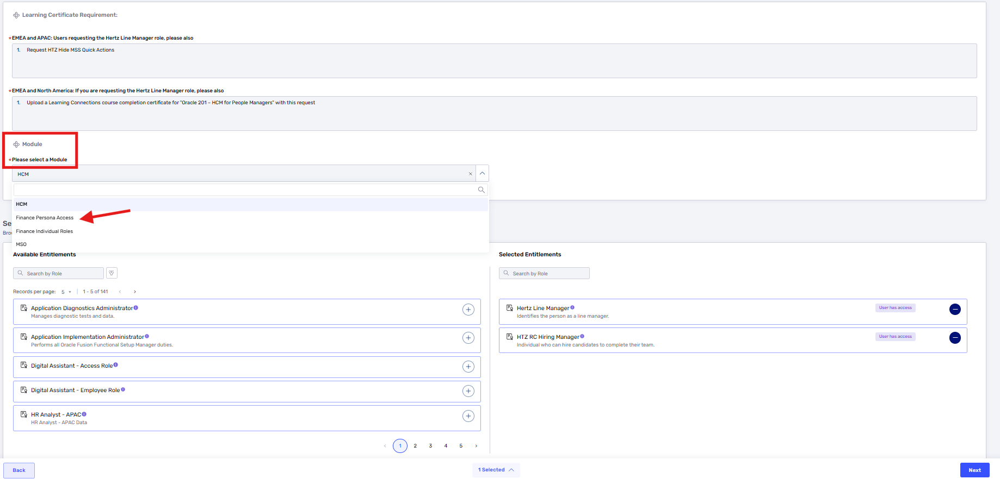 Learning Certificate Requirement:
*EMEA and APAC: Users requesting the Hertz Line Manager role, please also
1. Request HTZ Hide MSS Quick Actions
*EMEA and North America: If you are requesting the Hertz Line Manager role, please also
1. Upload a Learning Connections course completion certificate for "Oracle 201 – HCM for People Managers" with this request
Module
*Please select a Module
HCM
HCM
Finance Persona Access
Finance Individual Roles
MSO
Se
Available Entitlements
Search by Role
Records per page: 5 1 - 5 of 141
Application Diagnostics Administrator
Manages diagnostic tests and data.
Application Implementation Administrator
Performs all Oracle Fusion Functional Setup Manager duties.
Digital Assistant - Access Role
Digital Assistant - Employee Role
HR Analyst - APAC
HR Analyst - APAC Data
1 2 3 4 5
Selected Entitlements
Search by Role
Hertz Line Manager
Identifies the person as a line manager.
User has access
HTZ RC Hiring Manager
Individual who can hire candidates to complete their team.
User has access
Back
1 Selected
Next